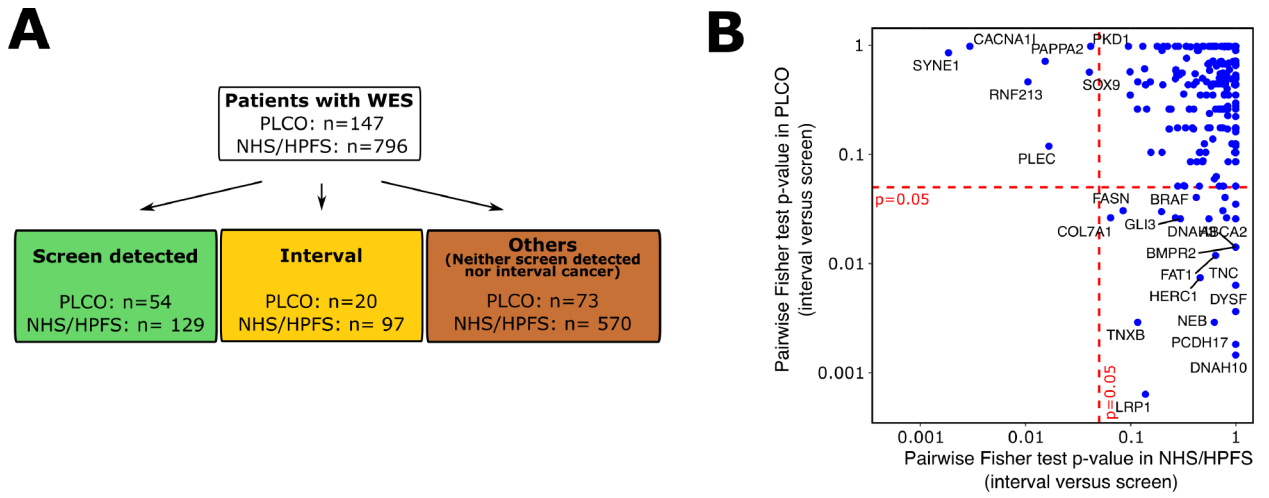 A
Patients with WES
PLCO: n=147
NHS/HPFS: n=796
Screen detected
PLCO: n=54
NHS/HPFS: n= 129
Interval
PLCO: n=20
NHS/HPFS: n= 97
Others
(Neither screen detected
nor interval cancer)
PLCO: n=73
NHS/HPFS: n= 570
B
Pairwise Fisher test p-value in PLCO
(interval versus screen)
1
0.1
0.01
0.001
CACNA1I
PKD1
PAPPA2
SYNE1
SOX9
RNF213
PLEC
p=0.05
FASN
BRAF
COL7A1
GLI3
ABCA2
BMPR2
FAT1
TNC
HERC1
DYSF
TNXB
NEB
PCDH17
DNAH10
p=0.05
LRP1
0.001
0.01
0.1
1
Pairwise Fisher test p-value in NHS/HPFS
(interval versus screen)